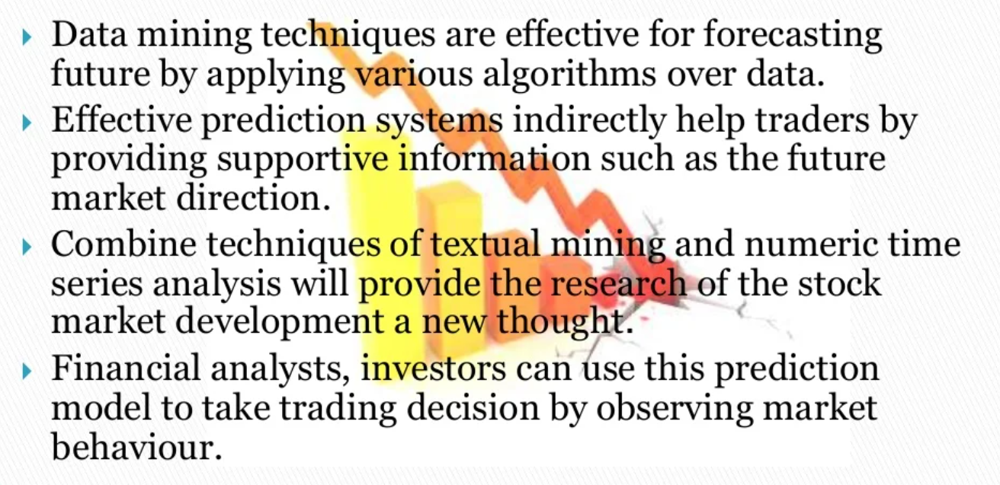 Data mining techniques are effective for forecasting
future by applying various algorithms over data.
Effective prediction systems indirectly help traders by
providing supportive information such as the future
market direction.
Combine techniques of textual mining and numeric time
series analysis will provide the research of the stock
market development a new thought.
Financial analysts, investors can use this prediction
model to take trading decision by observing market
behaviour.